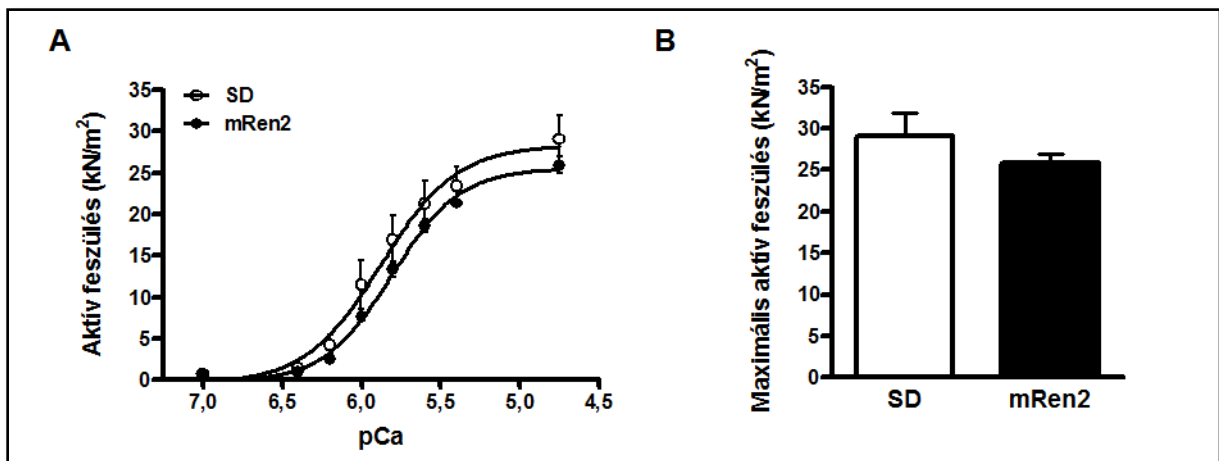 A
Aktív feszülés (kN/m²)
35
30
25
20
15
10
5
0
SD
mRen2
7,0 6,5 6,0 5,5 5,0 4,5
pCa
B
Maximális aktív feszülés (kN/m²)
35
30
25
20
15
10
5
0
SD mRen2